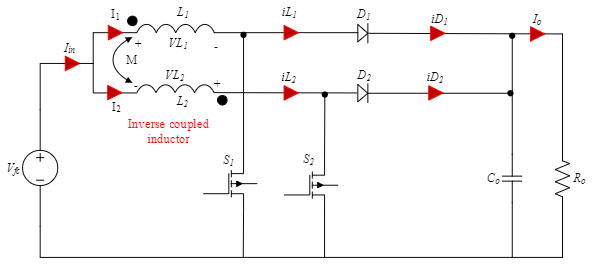 I1 L1 iL1 D1 iD1 Io
Iin + VL1 -
M
VL2 iL2 D2 iD2
- +
I2 L2
Inverse coupled
inductor
S1 S2
+
Vfc Co Ro
−